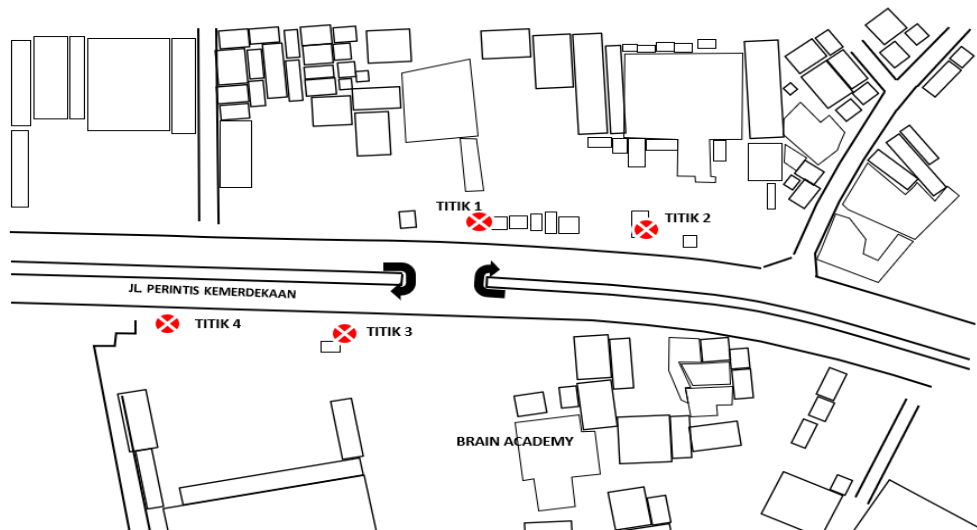 TITIK 1
TITIK 2
JL. PERINTIS KEMERDEKAAN
TITIK 4
TITIK 3
BRAIN ACADEMY